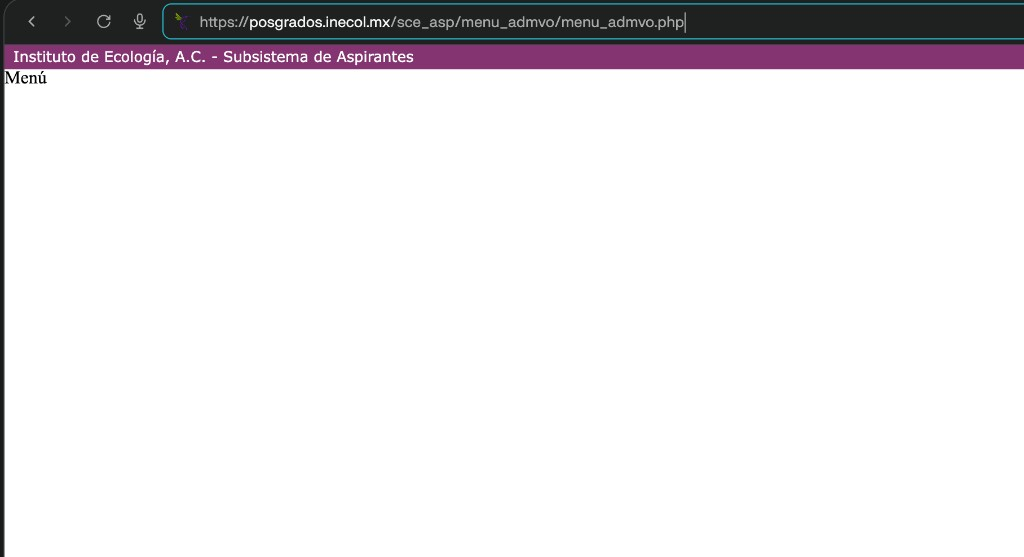 https://posgrados.inecol.mx/sce_asp/menu_admvo/menu_admvo.php
Instituto de Ecología, A.C. - Subsistema de Aspirantes
Menú